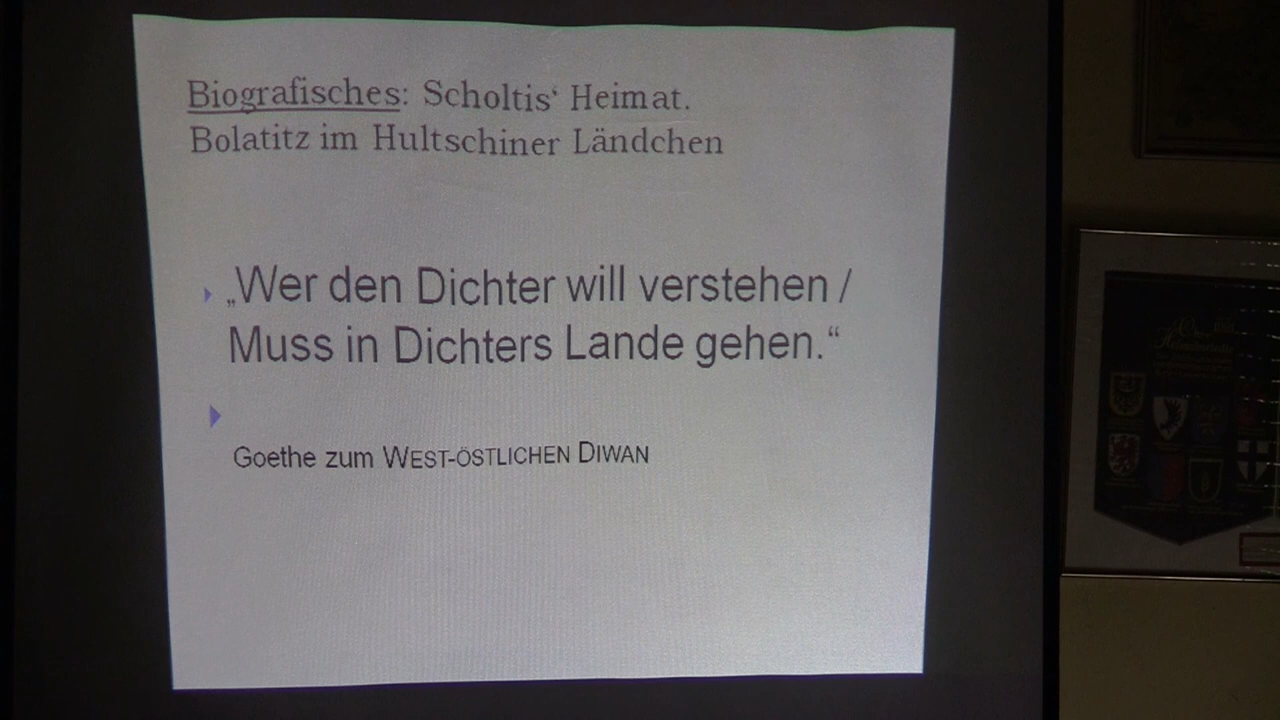 Biografisches: Scholtis‘ Heimat.
Bolatitz im Hultschiner Ländchen
„Wer den Dichter will verstehen /
Muss in Dichters Lande gehen.“
Goethe zum WEST-ÖSTLICHEN DIWAN